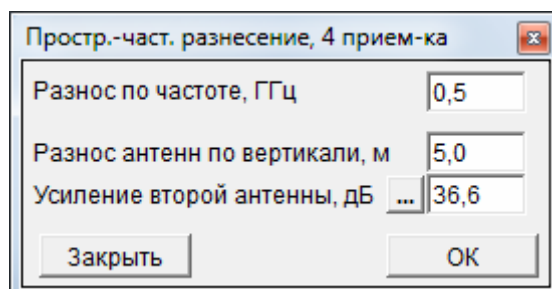 Простр.-част. разнесение, 4 прием-ка
Разнос по частоте, ГГц 0,5
Разнос антенн по вертикали, м 5,0
Усиление второй антенны, дБ ... 36,6
Закрыть ОК